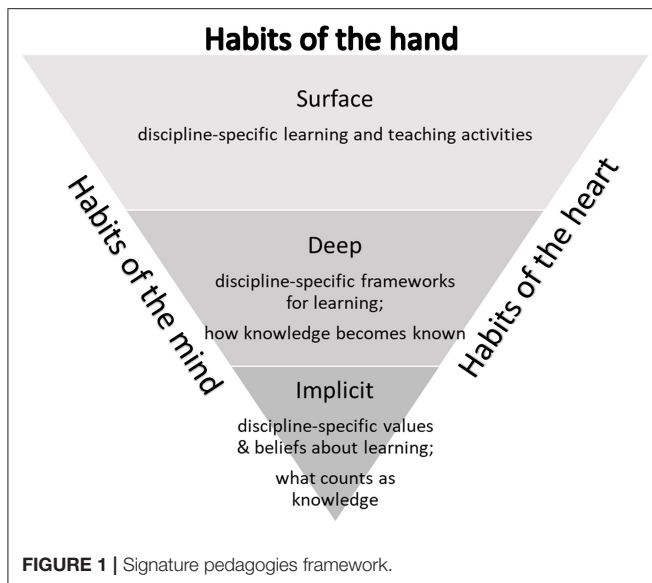 Habits of the hand
Surface
discipline-specific learning and teaching activities
Habits of the mind
Habits of the heart
Deep
discipline-specific frameworks
for learning;
how knowledge becomes known
Implicit
discipline-specific values
& beliefs about learning;
what counts as
knowledge
FIGURE 1 | Signature pedagogies framework.